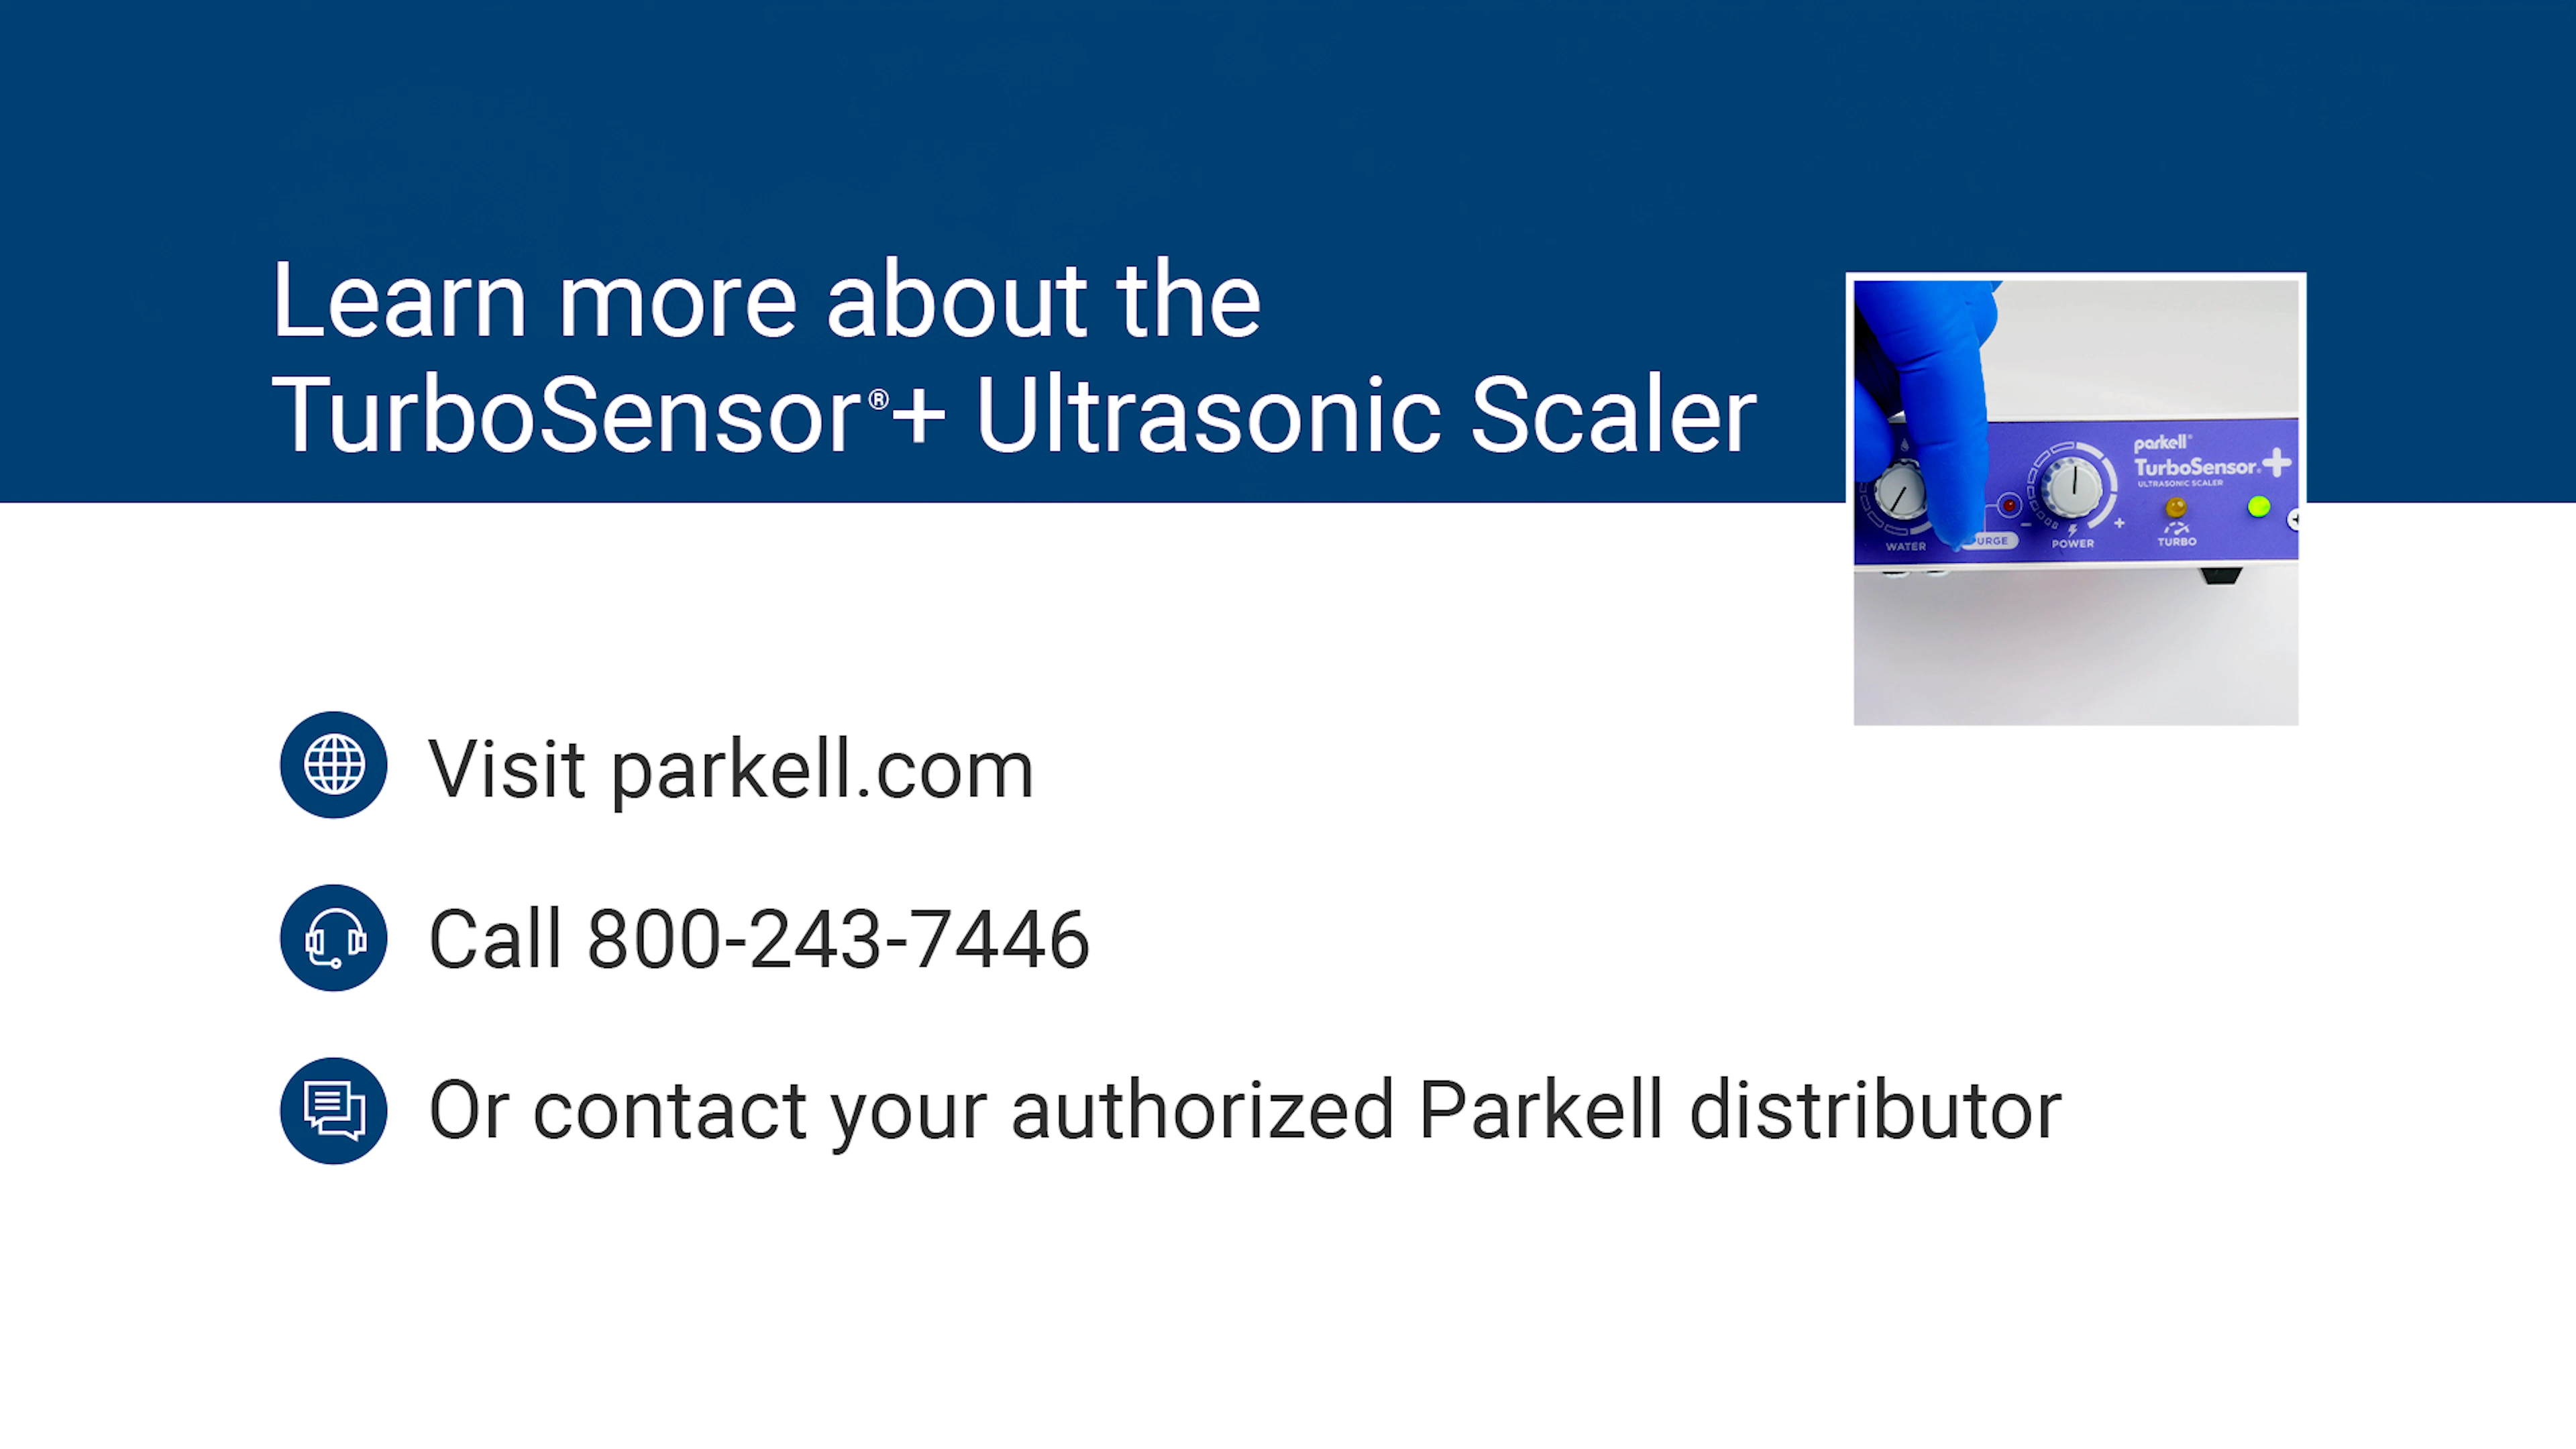 Learn more about the
TurboSensor®+ Ultrasonic Scaler
parkell®
TurboSensor®+
ULTRASONIC SCALER
WATER
POWER
TURBO
Visit parkell.com
Call 800-243-7446
Or contact your authorized Parkell distributor